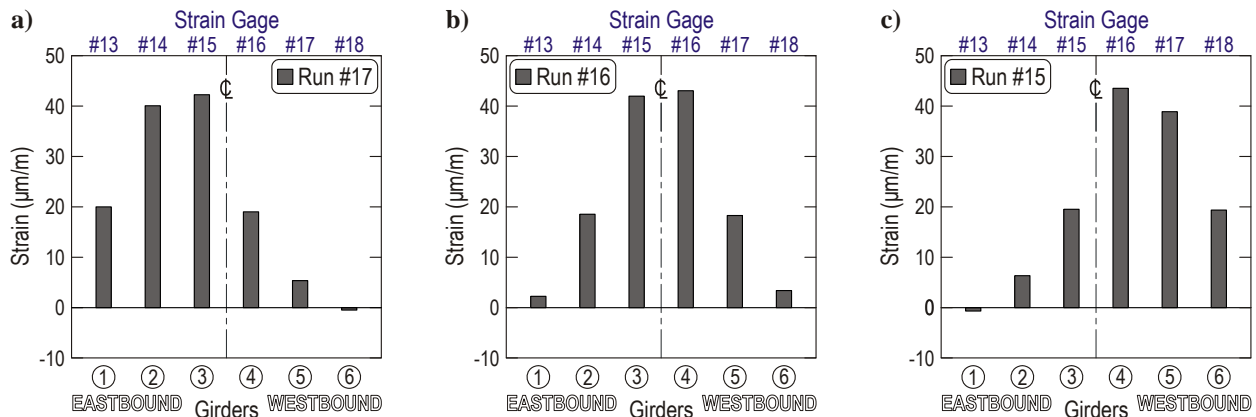 a)
Strain Gage
#13 #14 #15 #16 #17 #18
Run #17
℄
Strain (µm/m)
50
40
30
20
10
0
-10
1 2 3 4 5 6
EASTBOUND Girders WESTBOUND
b)
Strain Gage
#13 #14 #15 #16 #17 #18
Run #16
℄
Strain (µm/m)
50
40
30
20
10
0
-10
1 2 3 4 5 6
EASTBOUND Girders WESTBOUND
c)
Strain Gage
#13 #14 #15 #16 #17 #18
Run #15
℄
Strain (µm/m)
50
40
30
20
10
0
-10
1 2 3 4 5 6
EASTBOUND Girders WESTBOUND